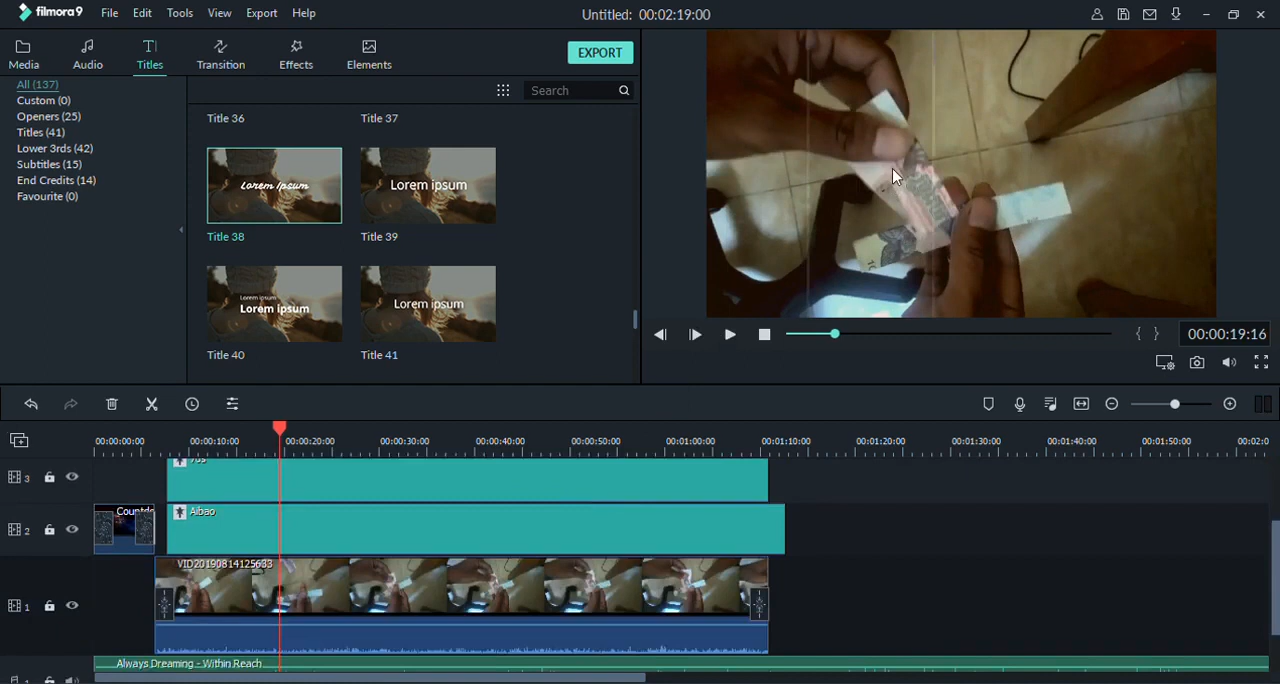 filmora9 File Edit Tools View Export Help Untitled: 00:02:19:00
Media Audio Titles Transition Effects Elements EXPORT
All (137)
Custom (0)
Openers (25)
Titles (41)
Lower 3rds (42)
Subtitles (15)
End Credits (14)
Favourite (0)
Search
Title 36 Title 37
Lorem Ipsum Lorem ipsum
Title 38 Title 39
Lorem ipsum
Lorem ipsum Lorem ipsum
Title 40 Title 41
00:00:19:16
00:00:00:00 00:00:10:00 00:00:20:00 00:00:30:00 00:00:40:00 00:00:50:00 00:01:00:00 00:01:10:00 00:01:20:00 00:01:30:00 00:01:40:00 00:01:50:00 00:02:0
3
2 Countdo Aibao
1 VID20190814125633
Always Dreaming - Within Reach
1